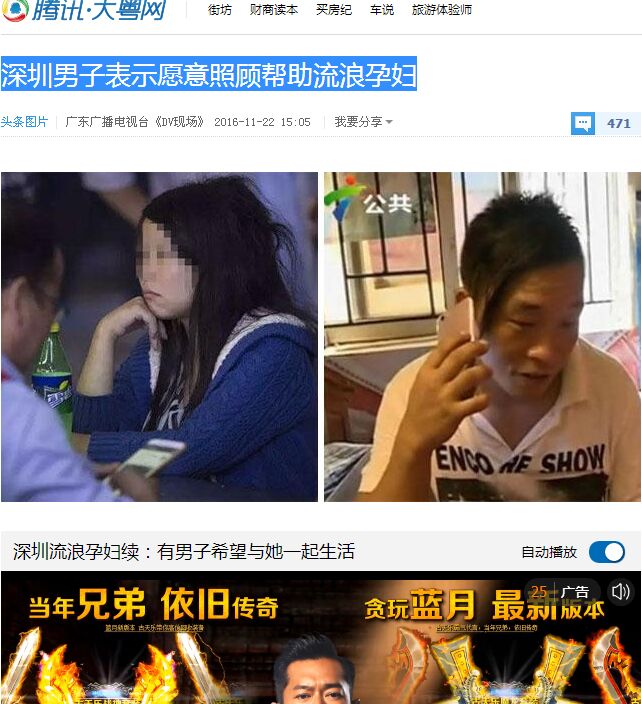 腾讯·大粤网 街坊 财商读本 买房纪 车说 旅游体验师
深圳男子表示愿意照顾帮助流浪孕妇
头条图片 广东广播电视台《DV现场》 2016-11-22 15:05 我要分享 471
公共
ENCO RE SHOW
深圳流浪孕妇续：有男子希望与她一起生活 自动播放
25 广告
当年兄弟 依旧传奇 贪玩蓝月 最新版本